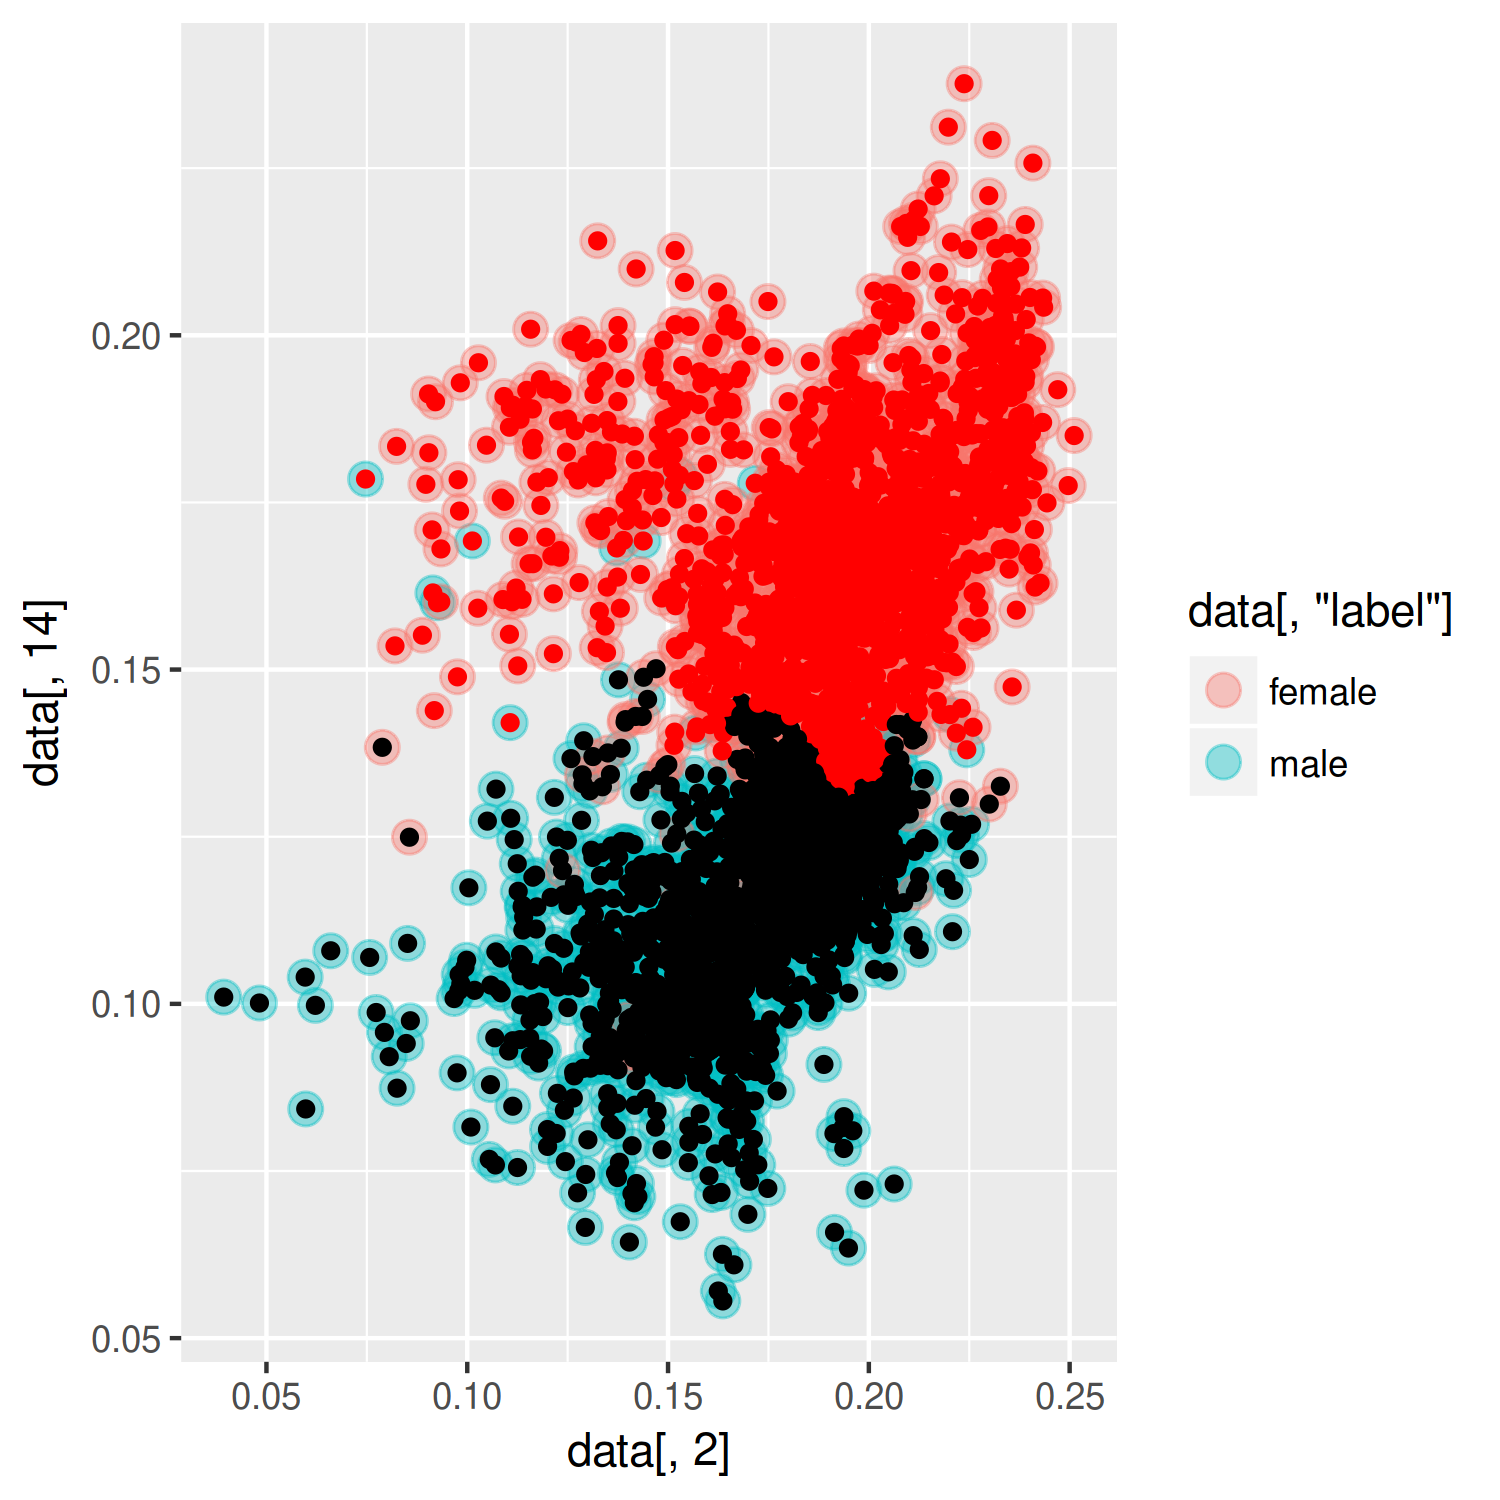 data[, 14]
0.20
0.15
0.10
0.05
0.05 0.10 0.15 0.20 0.25
data[, 2]
data[, "label"]
female
male